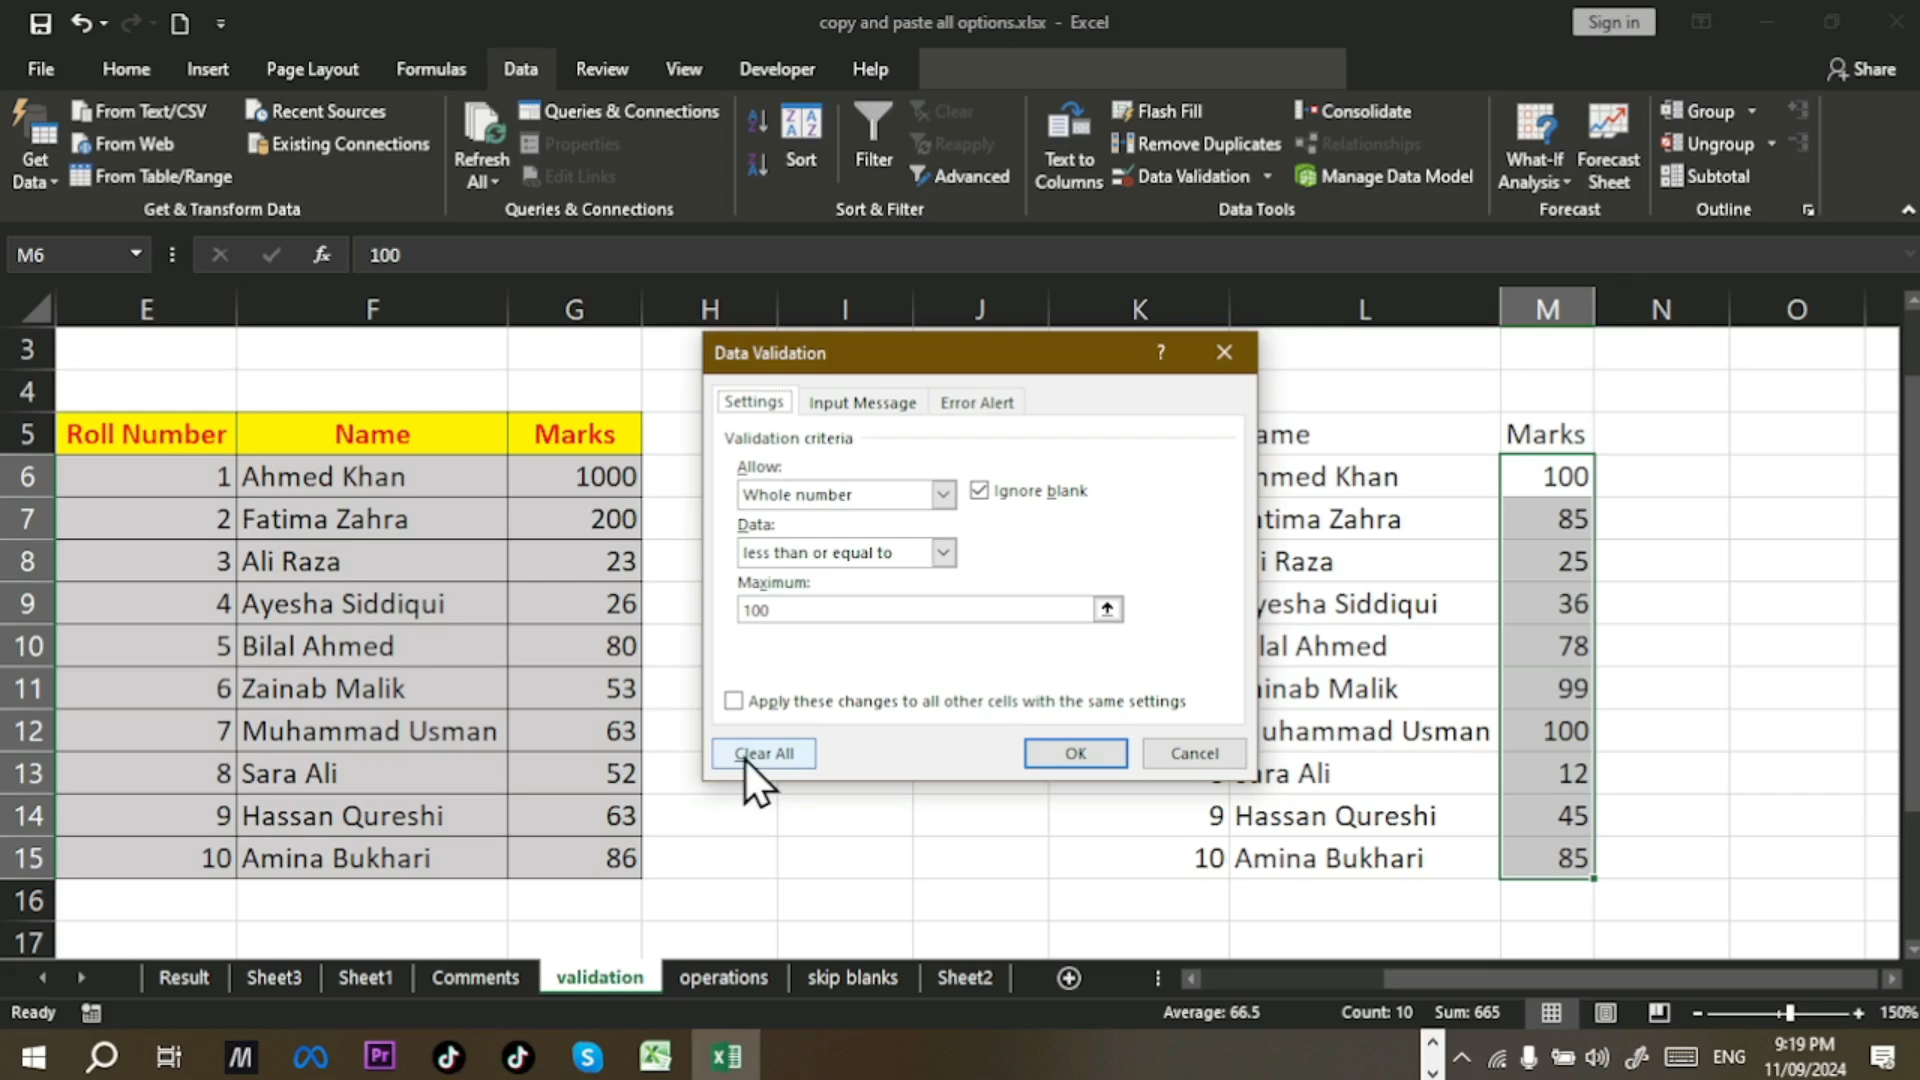 copy and paste all options.xlsx - Excel
Sign in
File Home Insert Page Layout Formulas Data Review View Developer Help
Share
Get Data
From Text/CSV
From Web
From Table/Range
Recent Sources
Existing Connections
Get & Transform Data
Refresh All
Queries & Connections
Properties
Edit Links
Queries & Connections
Sort
Filter
Clear
Reapply
Advanced
Sort & Filter
Text to Columns
Flash Fill
Remove Duplicates
Data Validation
Consolidate
Relationships
Manage Data Model
Data Tools
What-If Analysis
Forecast Sheet
Forecast
Group
Ungroup
Subtotal
Outline
M6 fx 100
E F G H I J K L M N O
3
4
5 Roll Number Name Marks ame Marks
6 1 Ahmed Khan 1000 hmed Khan 100
7 2 Fatima Zahra 200 atima Zahra 85
8 3 Ali Raza 23 i Raza 25
9 4 Ayesha Siddiqui 26 yesha Siddiqui 36
10 5 Bilal Ahmed 80 lal Ahmed 78
11 6 Zainab Malik 53 ainab Malik 99
12 7 Muhammad Usman 63 uhammad Usman 100
13 8 Sara Ali 52 ara Ali 12
14 9 Hassan Qureshi 63 9 Hassan Qureshi 45
15 10 Amina Bukhari 86 10 Amina Bukhari 85
16
17
Data Validation ?
Settings Input Message Error Alert
Validation criteria
Allow:
Whole number
Ignore blank
Data:
less than or equal to
Maximum:
100
Apply these changes to all other cells with the same settings
Clear All OK Cancel
Result Sheet3 Sheet1 Comments validation operations skip blanks Sheet2
Ready Average: 66.5 Count: 10 Sum: 665 150%
M Pr S X ENG 9:19 PM
11/09/2024